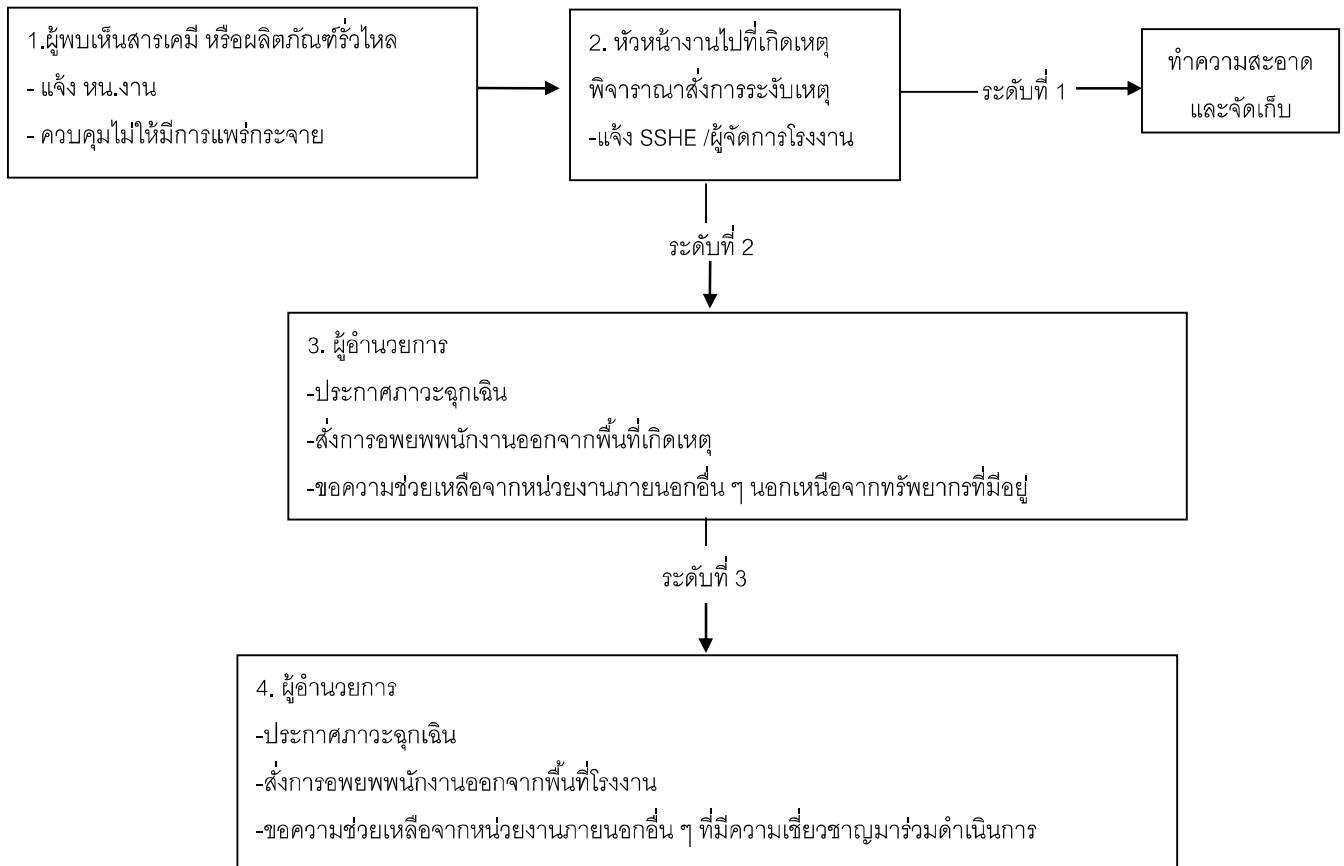 1.ผู้พบเห็นสารเคมี หรือผลิตภัณฑ์รั่วไหล
- แจ้ง หน.งาน
- ควบคุมไม่ให้มีการแพร่กระจาย
2. หัวหน้างานไปที่เกิดเหตุ
พิจาราณาสั่งการระงับเหตุ
-แจ้ง SSHE /ผู้จัดการโรงงาน
ระดับที่ 1
ทำความสะอาด
และจัดเก็บ
ระดับที่ 2
3. ผู้อำนวยการ
-ประกาศภาวะฉุกเฉิน
-สั่งการอพยพพนักงานออกจากพื้นที่เกิดเหตุ
-ขอความช่วยเหลือจากหน่วยงานภายนอกอื่น ๆ นอกเหนือจากทรัพยากรที่มีอยู่
ระดับที่ 3
4. ผู้อำนวยการ
-ประกาศภาวะฉุกเฉิน
-สั่งการอพยพพนักงานออกจากพื้นที่โรงงาน
-ขอความช่วยเหลือจากหน่วยงานภายนอกอื่น ๆ ที่มีความเชี่ยวชาญมาร่วมดำเนินการ